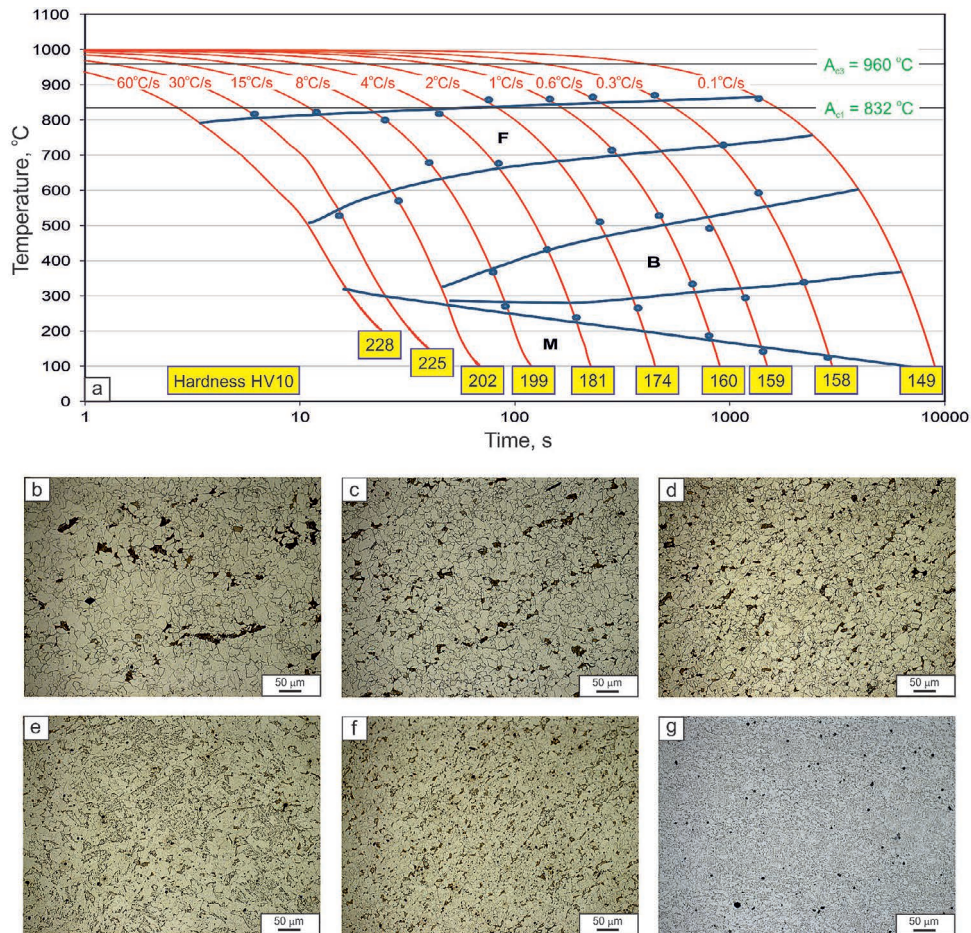 1100
1000
900
800
700
600
500
400
300
200
100
0
Temperature, °C
60°C/s 30°C/s 15°C/s 8°C/s 4°C/s 2°C/s 1°C/s 0.6°C/s 0.3°C/s 0.1°C/s
Ac3 = 960 °C
Ac1 = 832 °C
F
B
M
228
225
Hardness HV10 202 199 181 174 160 159 158 149
a
1 10 100 1000 10000
Time, s
b
50 µm
c
50 µm
d
50 µm
e
50 µm
f
50 µm
g
50 µm